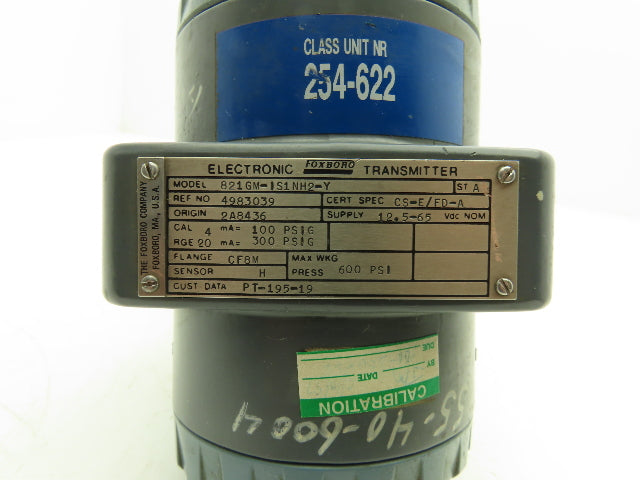 CLASS UNIT NR
254-622
ELECTRONIC FOXBORO TRANSMITTER
MODEL 821GM-IS1NH2-Y ST A
REF NO 4983039 CERT SPEC CS-E/FD-A
ORIGIN 2A8436 SUPPLY 12.5-65 Vdc NOM
CAL 4 mA= 100 PSIG
RGE 20 mA= 300 PSIG
FLANGE CF8M MAX WKG
SENSOR H PRESS 600 PSI
CUST DATA PT-195-19
THE FOXBORO COMPANY
FOXBORO, MA., U.S.A.
CALIBRATION
BY DATE
DUE
55-40-6004